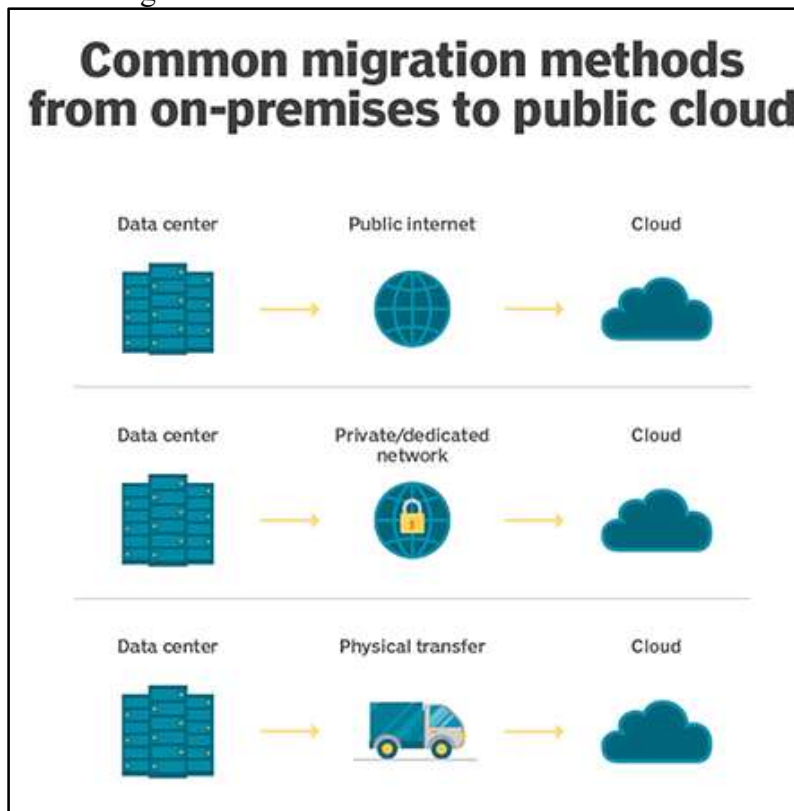 Common migration methods
from on-premises to public cloud
Data center
Public internet
Cloud
Data center
Private/dedicated
network
Cloud
Data center
Physical transfer
Cloud